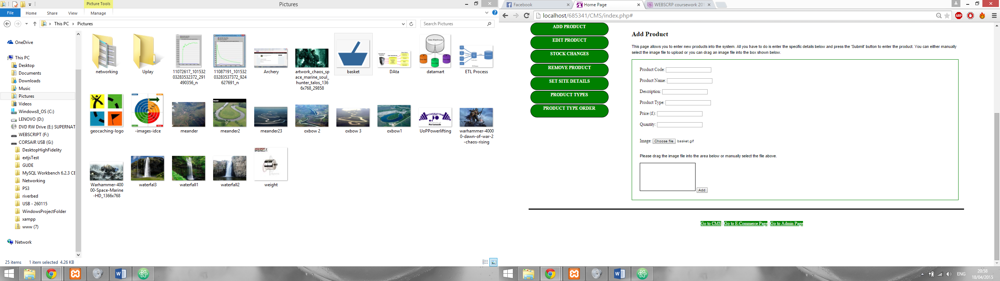 Picture Tools
Pictures
File
Home
Share
View
Manage
This PC
Pictures
Search Pictures
OneDrive
This PC
Desktop
Documents
Downloads
Music
Pictures
Videos
Windows8_OS (C:)
LENOVO (D:)
DVD RW Drive (E:) SUPERNAT
WEBSCRIPT (F:)
CORSAIR USB (G:)
DesktopHighFidelity
extjsTest
GUDE
MySQL Workbench 6.2.3 CE
Networking
PS3
riverbed
USB - 260115
WindowsProjectFolder
xampp
www (7)
Network
networking
Uplay
11072617_101532
03283532372_291
490356_n
11087191_101532
03283537372_924
627691_n
Archery
artwork_chaos_sp
ace_marine_soul_
hunter_talos_136
6x768_29858
basket
DAta
Data Warehouse
datamart
ETL Process
geocaching-logo
-images-idce
meander
meander2
meander23
oxbow 2
oxbow 3
oxbow1
UoPPowerlifting
warhammer-4000
0-dawn-of-war-2
-chaos-rising
Warhammer-400
00-Space-Marine
-HD_1366x768
waterfal3
waterfall1
waterfall2
weight
25 items
1 item selected 4.26 KB
Facebook
Home Page
WEBSCRP coursework 201
localhost/685341/CMS/index.php#
ABP
ADD PRODUCT
EDIT PRODUCT
STOCK CHANGES
REMOVE PRODUCT
SET SITE DETAILS
PRODUCT TYPES
PRODUCT TYPE ORDER
Add Product
This page allows you to enter new products into the system. All you have to do is enter the specific details below and press the 'Submit' button to enter the product. You can either manually
select the image file to upload or you can drag an image file into the box shown below.
Product Code:
Product Name:
Description:
Product Type:
Price (£):
Quantity:
Image: Choose file basket.gif
Please drag the image file into the area below or manually select the file above.
Add
Go to CMS | Go to E-Commerce Page | Go to Admin Page
ENG
20:58
18/04/2015